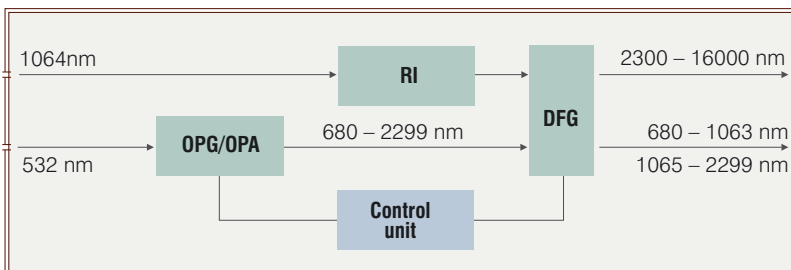 1064nm
RI
2300 – 16000 nm
DFG
OPG/OPA
680 – 2299 nm
680 – 1063 nm
532 nm
1065 – 2299 nm
Control
unit